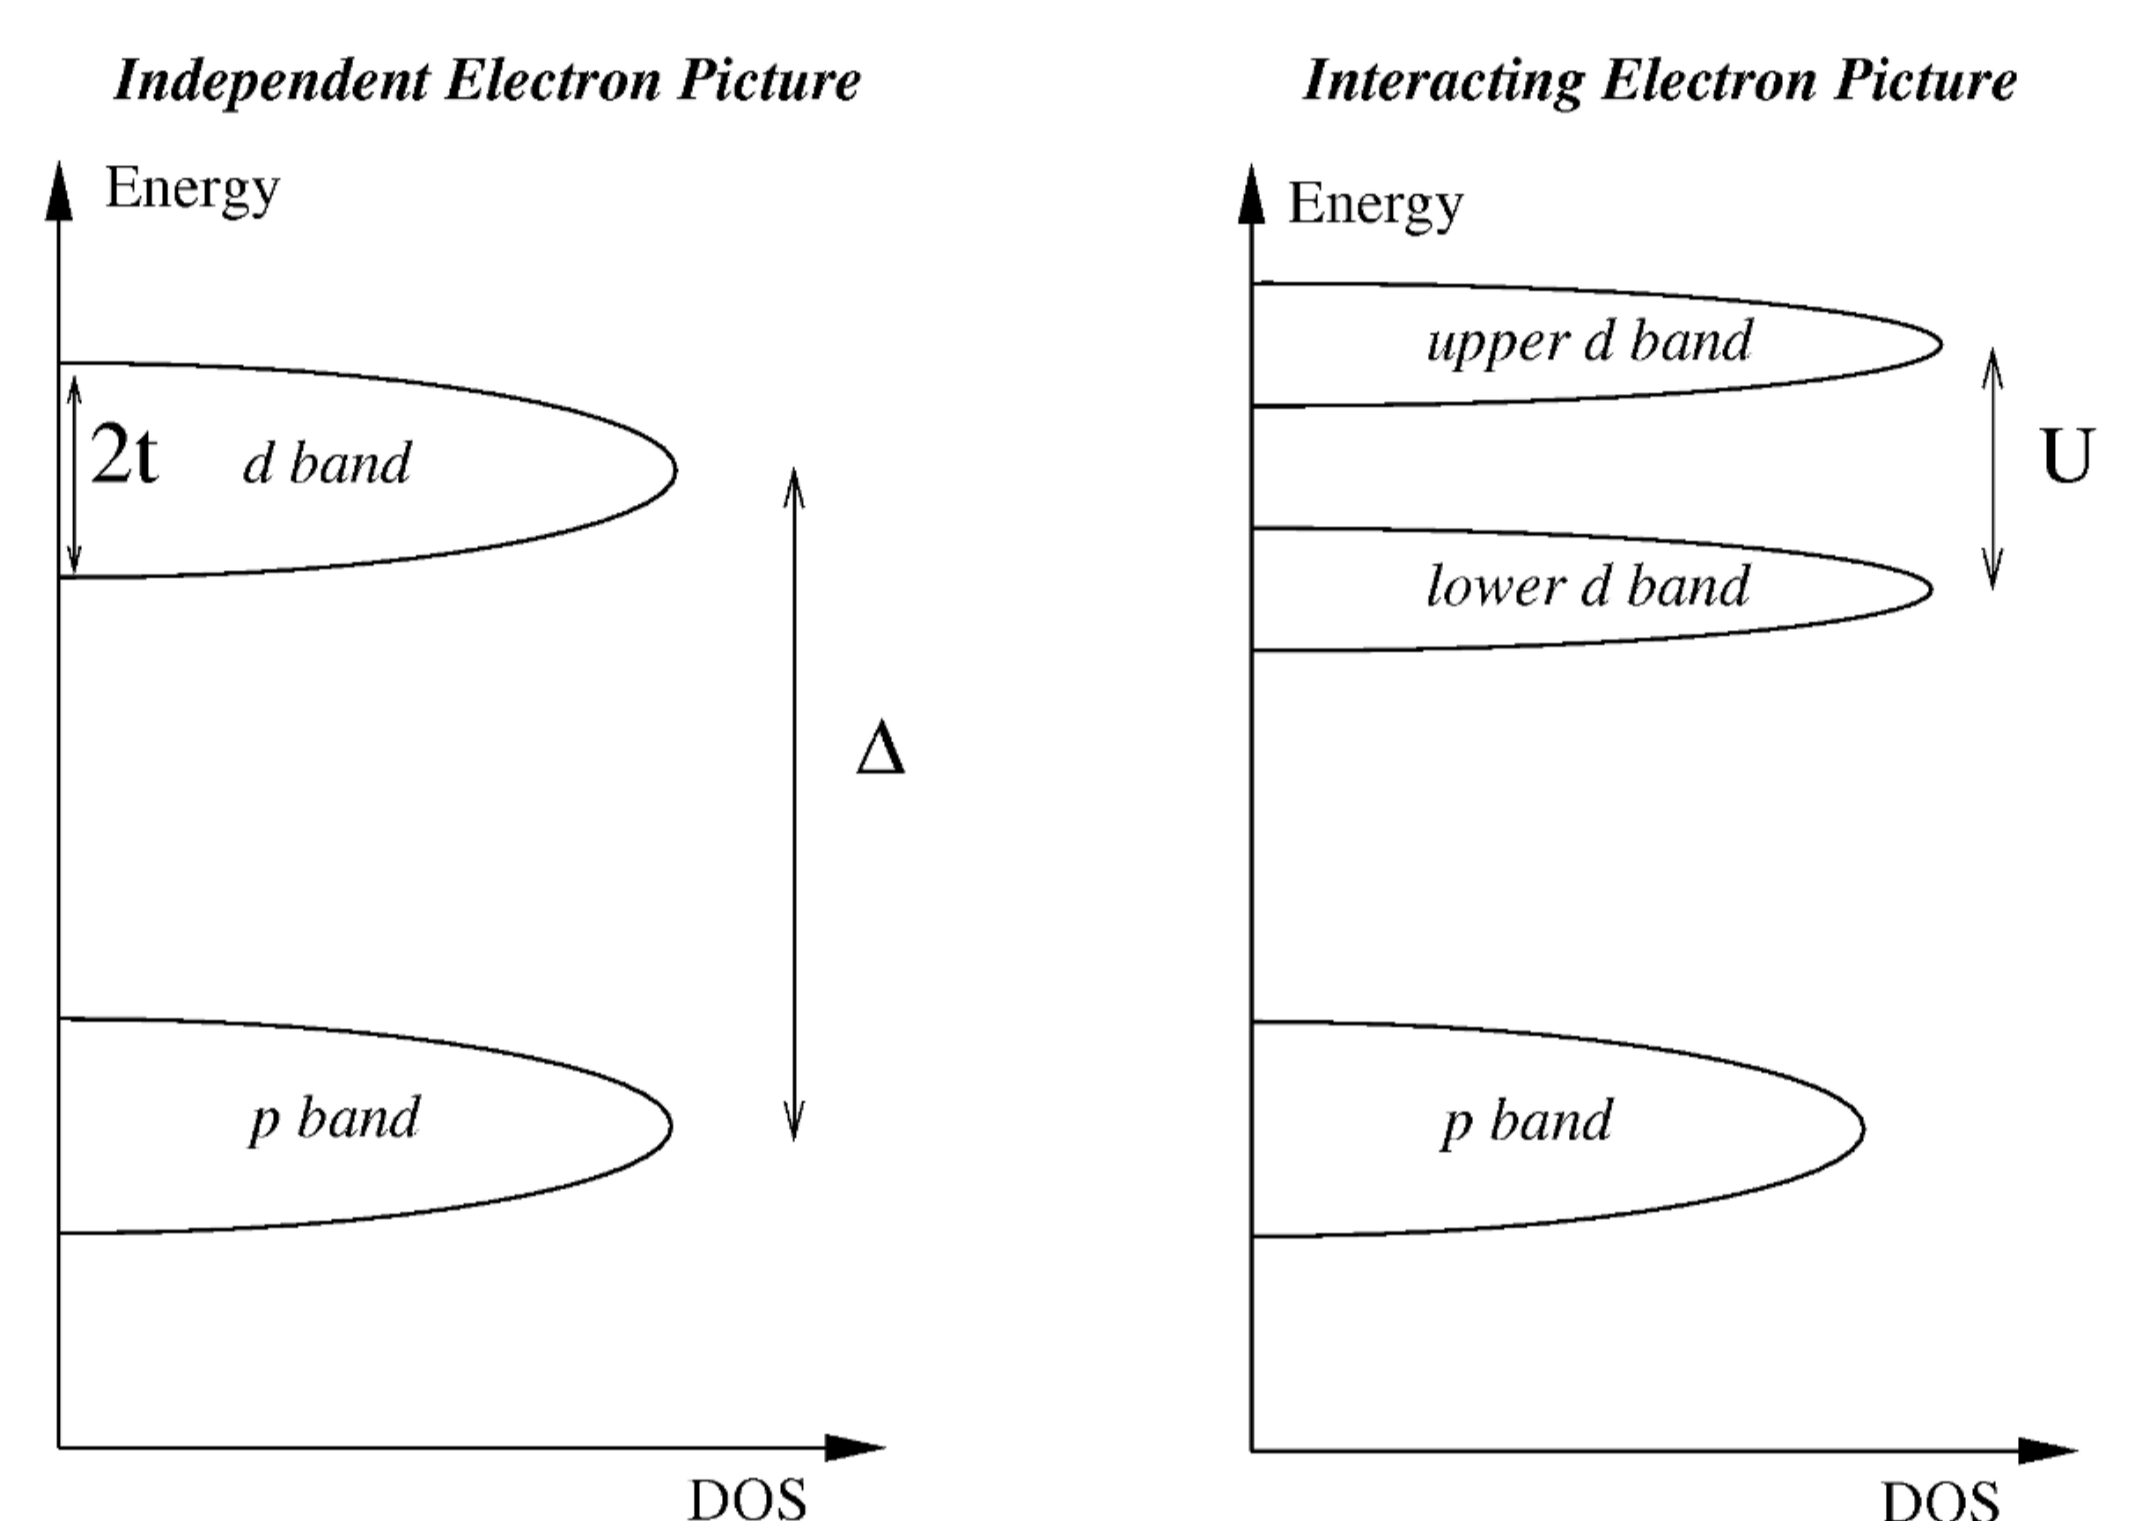 Independent Electron Picture
Energy
2t
d band
Δ
p band
DOS
Interacting Electron Picture
Energy
upper d band
U
lower d band
p band
DOS